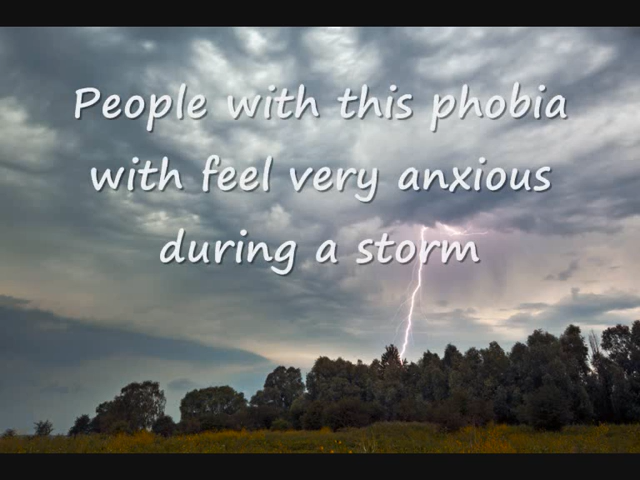 People with this phobia
with feel very anxious
during a storm